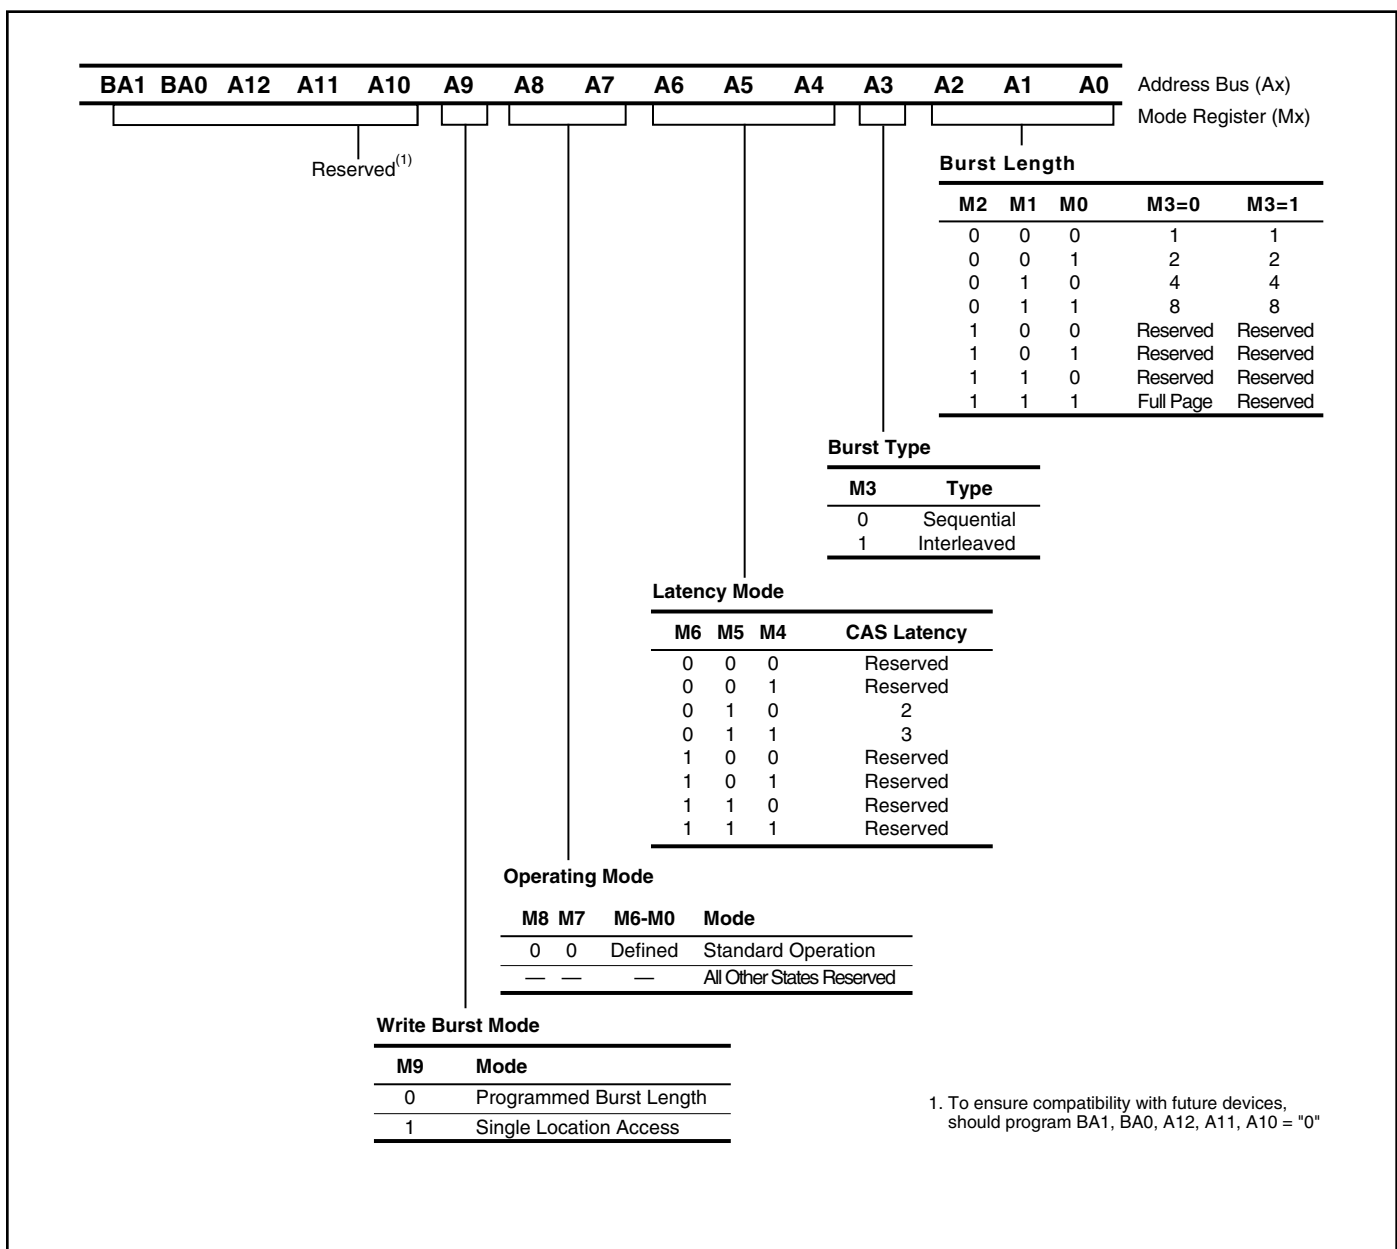 BA1 BA0 A12 A11 A10 A9 A8 A7 A6 A5 A4 A3 A2 A1 A0 Address Bus (Ax)
Mode Register (Mx)
Reserved(1)
Burst Length
M2 M1 M0 M3=0 M3=1
0 0 0 1 1
0 0 1 2 2
0 1 0 4 4
0 1 1 8 8
1 0 0 Reserved Reserved
1 0 1 Reserved Reserved
1 1 0 Reserved Reserved
1 1 1 Full Page Reserved
Burst Type
M3 Type
0 Sequential
1 Interleaved
Latency Mode
M6 M5 M4 CAS Latency
0 0 0 Reserved
0 0 1 Reserved
0 1 0 2
0 1 1 3
1 0 0 Reserved
1 0 1 Reserved
1 1 0 Reserved
1 1 1 Reserved
Operating Mode
M8 M7 M6-M0 Mode
0 0 Defined Standard Operation
— — — All Other States Reserved
Write Burst Mode
M9 Mode
0 Programmed Burst Length
1 Single Location Access
1. To ensure compatibility with future devices,
should program BA1, BA0, A12, A11, A10 = "0"